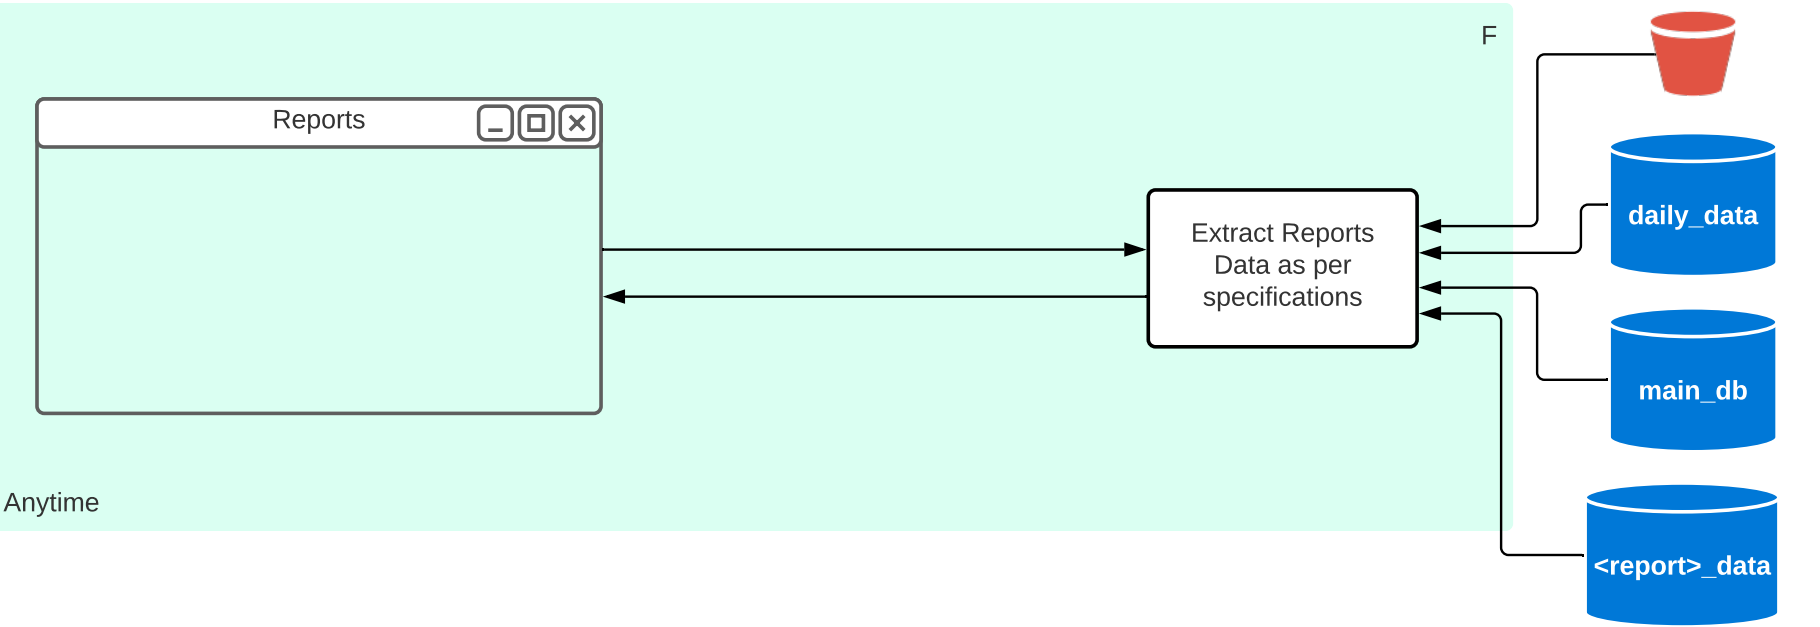 F
Reports
Extract Reports
Data as per
specifications
daily_data
main_db
Anytime
<report>_data